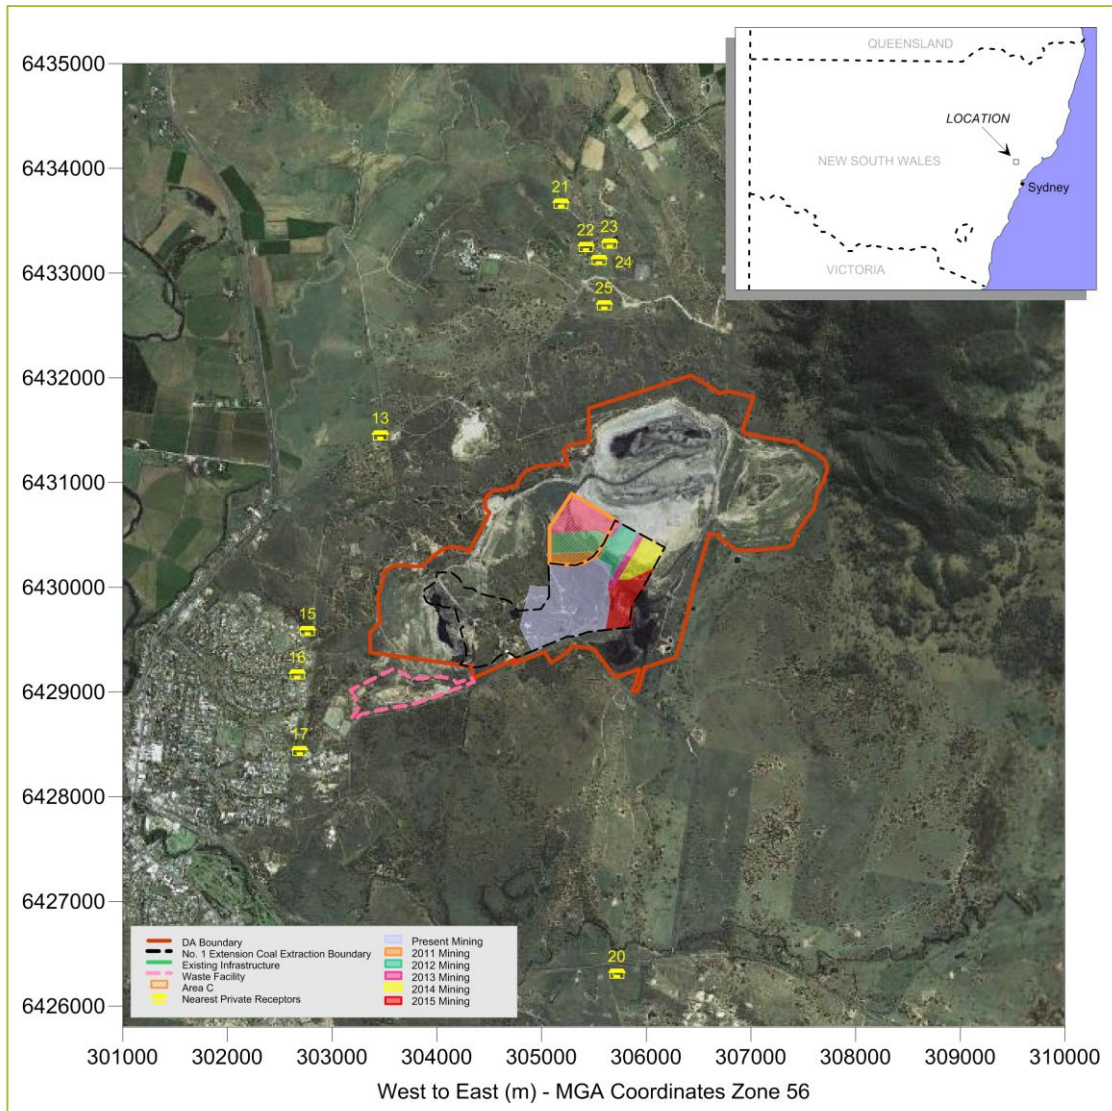 QUEENSLAND
LOCATION
NEW SOUTH WALES
Sydney
VICTORIA
6435000
6434000
6433000
6432000
6431000
6430000
6429000
6428000
6427000
6426000
21
22
23
24
25
13
15
16
17
20
DA Boundary
No. 1 Extension Coal Extraction Boundary
Existing Infrastructure
Waste Facility
Area C
Nearest Private Receptors
Present Mining
2011 Mining
2012 Mining
2013 Mining
2014 Mining
2015 Mining
301000 302000 303000 304000 305000 306000 307000 308000 309000 310000
West to East (m) - MGA Coordinates Zone 56